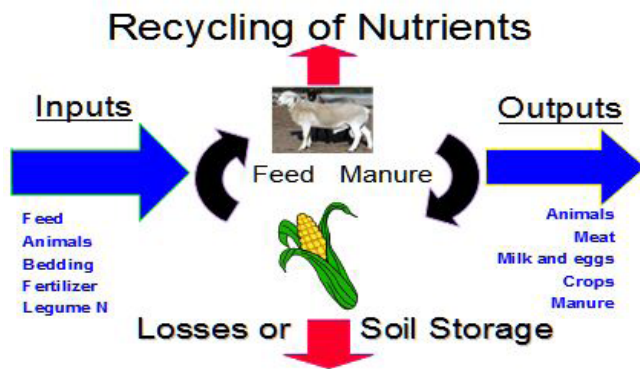 Recycling of Nutrients
Inputs
Outputs
Feed Manure
Feed
Animals
Bedding
Fertilizer
Legume N
Animals
Meat
Milk and eggs
Crops
Manure
Losses or Soil Storage